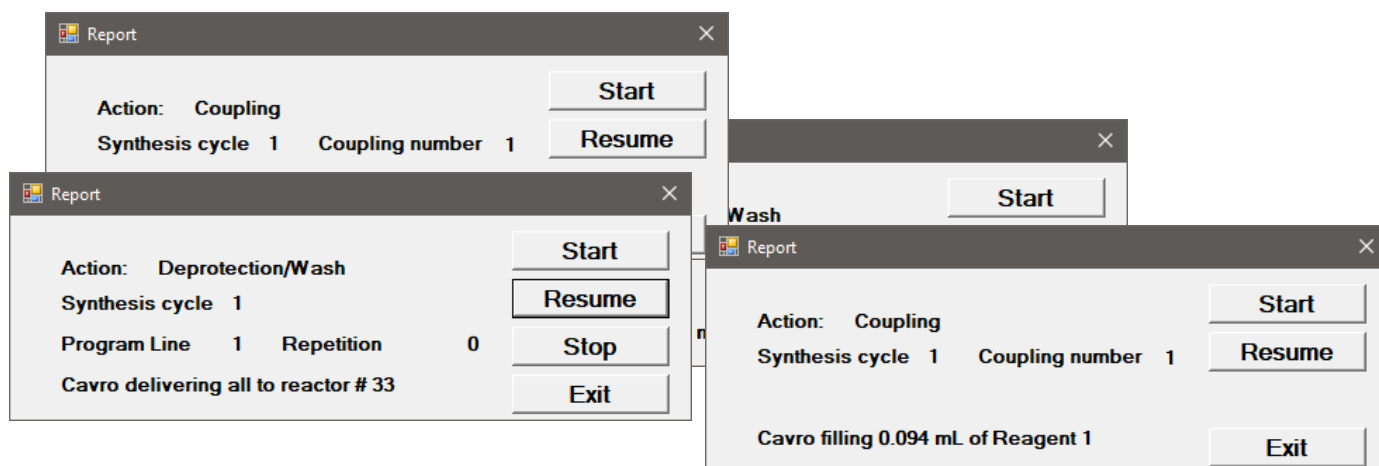 Report
Start
Action: Coupling
Synthesis cycle 1 Coupling number 1
Resume
Start
Wash
Report
Start
Action: Deprotection/Wash
Synthesis cycle 1
Resume
Program Line 1 Repetition 0
Stop
Cavro delivering all to reactor # 33
Exit
Report
Start
Action: Coupling
Synthesis cycle 1 Coupling number 1
Resume
Cavro filling 0.094 mL of Reagent 1
Exit